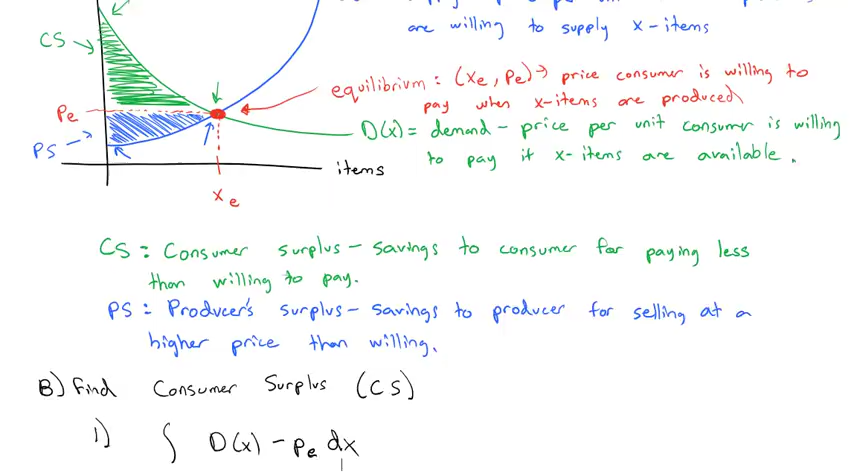 are willing to supply x-items
CS
equilibrium: (xe, pe) → price consumer is willing to
pay when x-items are produced
Pe
D(x) = demand - price per unit consumer is willing
to pay if x-items are available.
PS
items
xe
CS: Consumer surplus - savings to consumer for paying less
than willing to pay.
PS: Producer's surplus - savings to producer for selling at a
higher price than willing.
B) Find Consumer Surplus (CS)
1) ∫ D(x) - pe dx